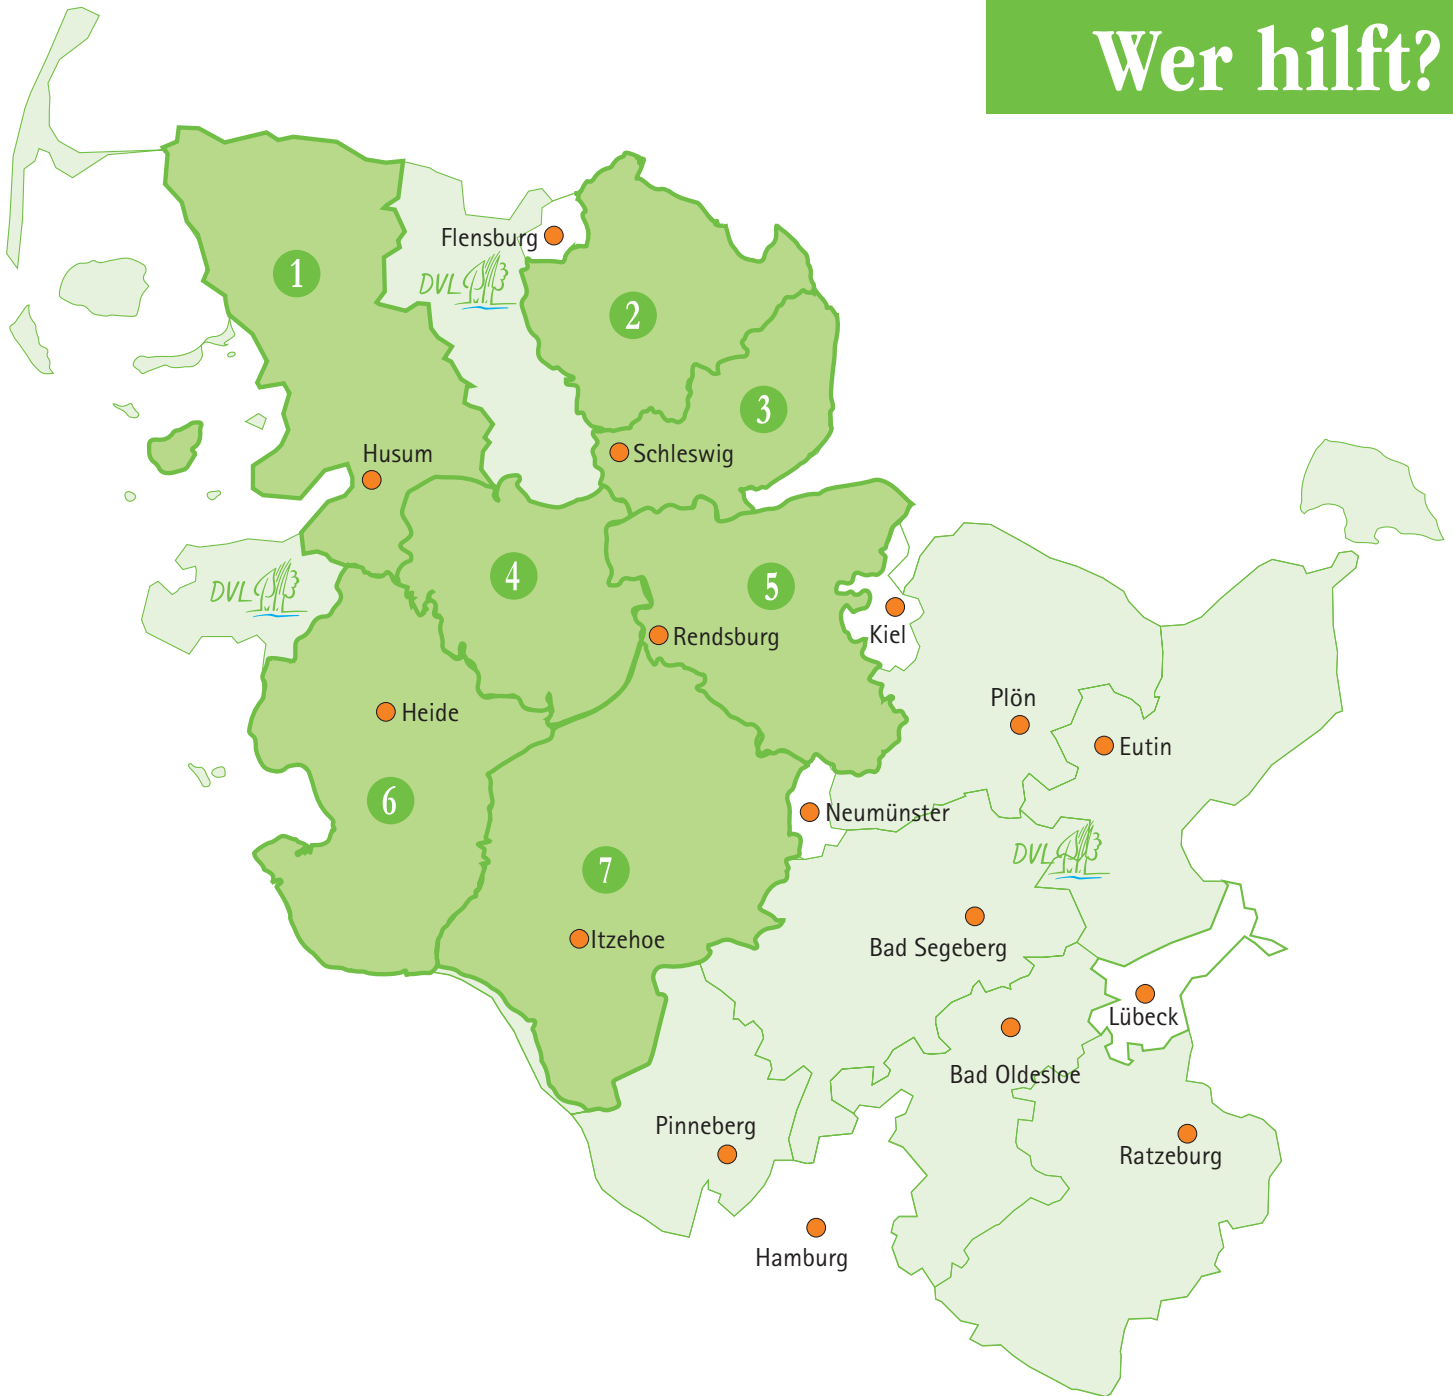 Wer hilft?
Flensburg
1
DVL
2
3
Husum
Schleswig
4
5
DVL
Kiel
Rendsburg
Plön
Heide
Eutin
6
Neumünster
DVL
7
Itzehoe
Bad Segeberg
Lübeck
Bad Oldesloe
Pinneberg
Ratzeburg
Hamburg